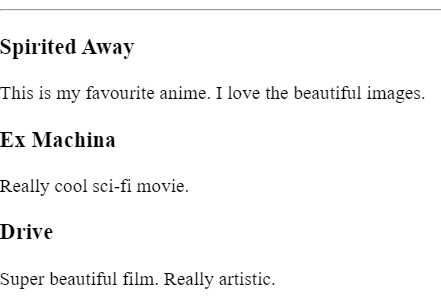 Spirited Away
This is my favourite anime. I love the beautiful images.
Ex Machina
Really cool sci-fi movie.
Drive
Super beautiful film. Really artistic.